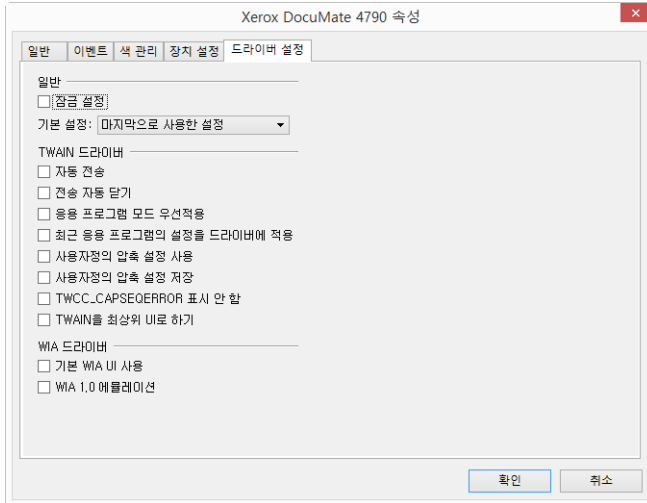 Xerox DocuMate 4790 속성
일반 이벤트 색 관리 장치 설정 드라이버 설정
일반
잠금 설정
기본 설정: 마지막으로 사용한 설정
TWAIN 드라이버
자동 전송
전송 자동 닫기
응용 프로그램 모드 우선적용
최근 응용 프로그램의 설정을 드라이버에 적용
사용자정의 압축 설정 사용
사용자정의 압축 설정 저장
TWCC_CAPSEQERROR 표시 안 함
TWAIN을 최상위 UI로 하기
WIA 드라이버
기본 WIA UI 사용
WIA 1.0 에뮬레이션
확인 취소